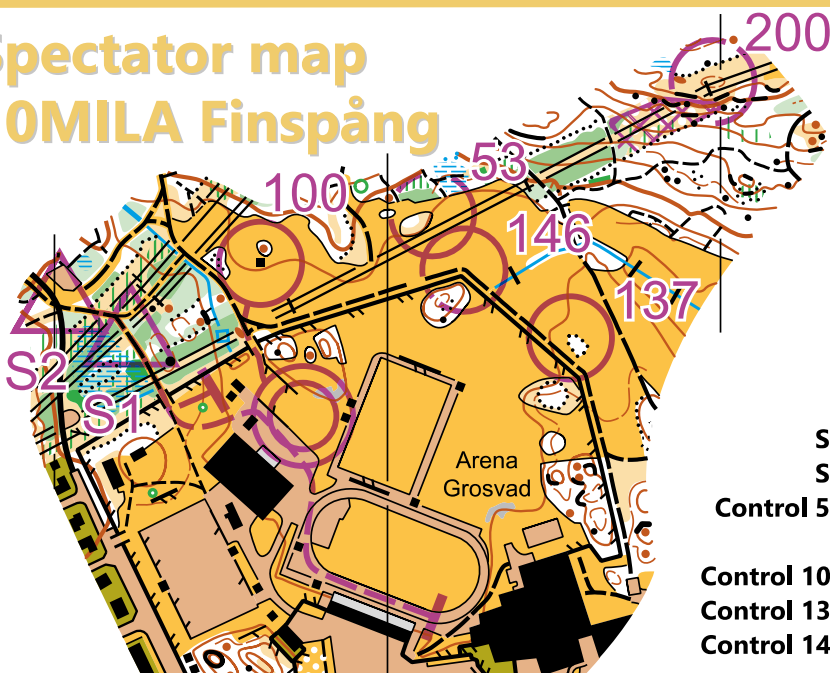 pectator map
0MILA Finspång
200
53
100
146
137
S2
S1
Arena
Grosvad
S
S
Control 5
Control 10
Control 13
Control 14